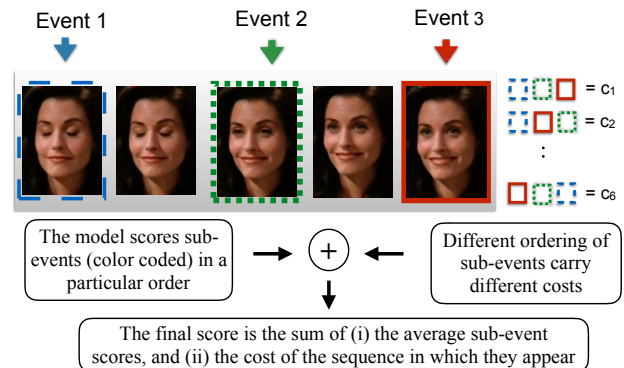 Event 1
Event 2
Event 3
= c1
= c2
:
= c6
The model scores sub-
events (color coded) in a
particular order
+
Different ordering of
sub-events carry
different costs
The final score is the sum of (i) the average sub-event
scores, and (ii) the cost of the sequence in which they appear